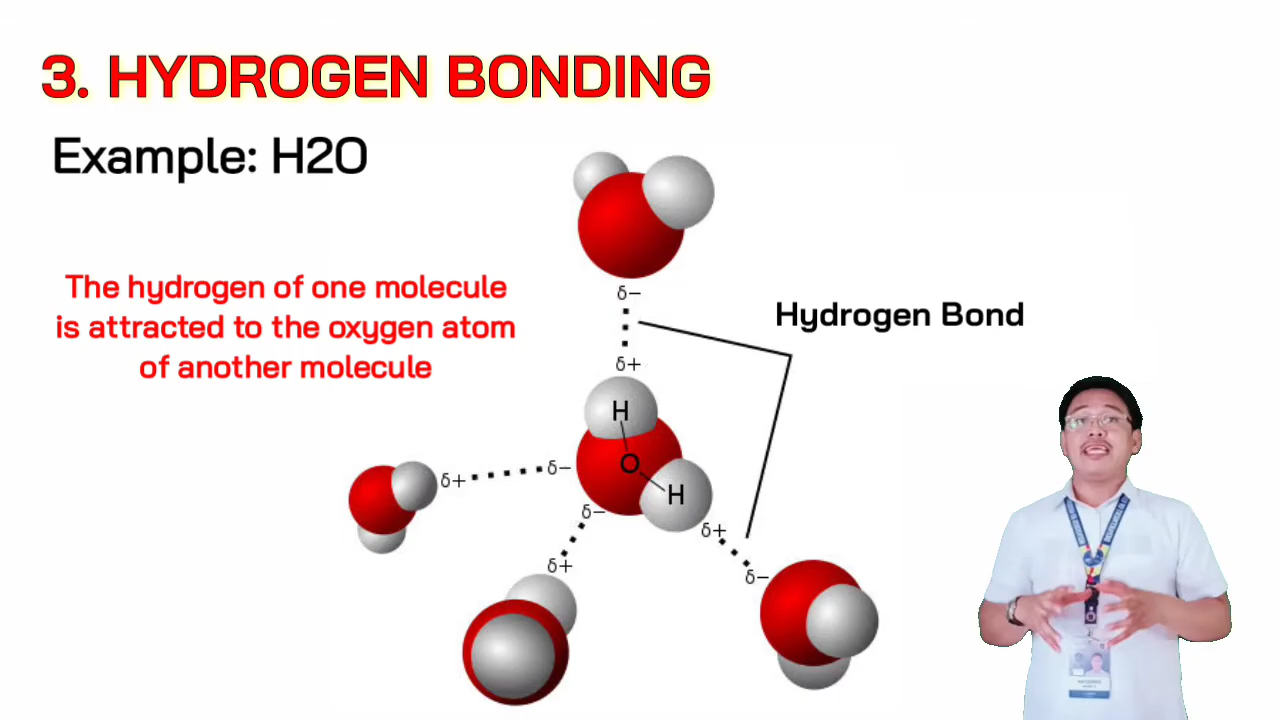 3. HYDROGEN BONDING
Example: H2O
The hydrogen of one molecule
is attracted to the oxygen atom
of another molecule
δ−
Hydrogen Bond
δ+
H
O
δ+
δ−
H
δ−
δ+
δ+
δ−